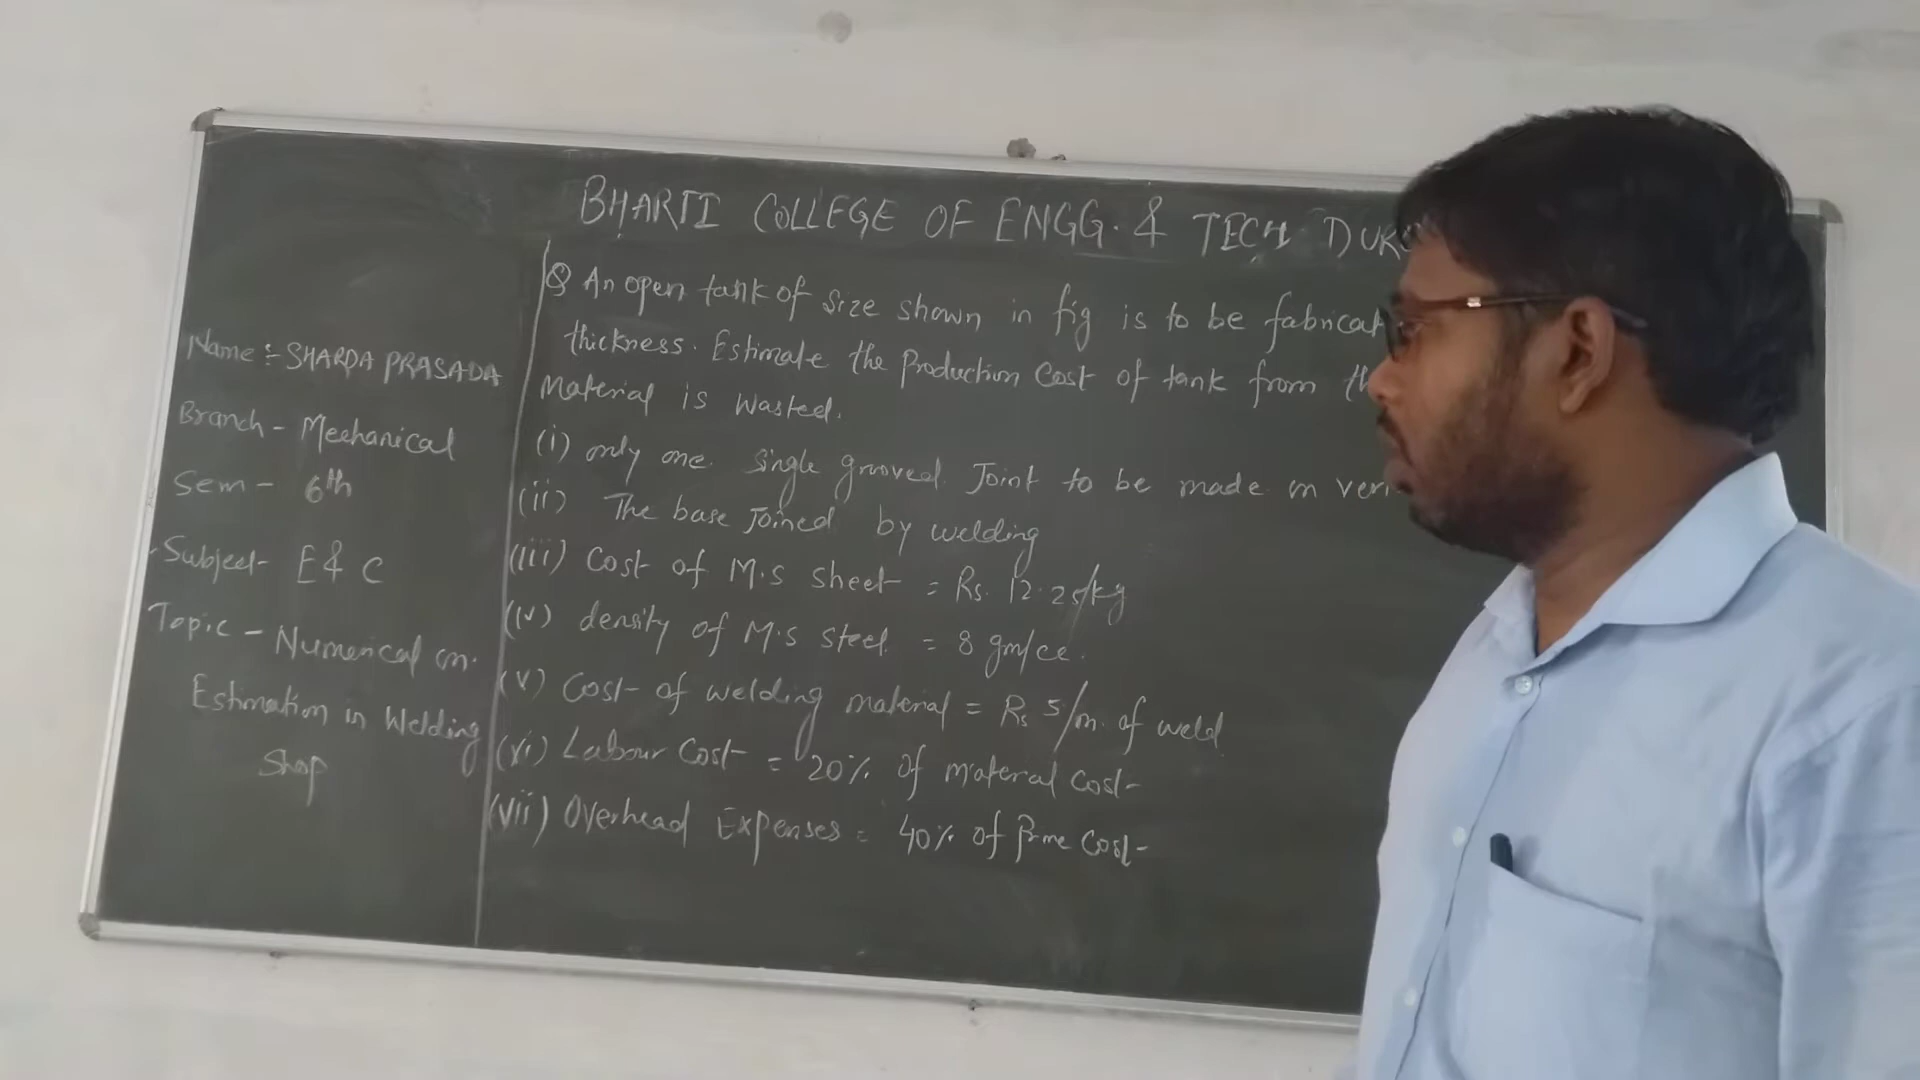 BHARTI COLLEGE OF ENGG. & TECH DUR
Name :- SHARDA PRASADA
Branch - Mechanical
Sem - 6th
Subject - E & C
Topic - Numerical on
Estimation in Welding
Shop
Q An open tank of size shown in fig is to be fabricat
thickness. Estimate the Production Cost of tank from th
Material is wasted.
(i) only one single grooved Joint to be made on ver
(ii) The base Joined by welding
(iii) Cost of M.S sheet = Rs. 12.25/kg
(iv) density of M.S steel = 8 gm/cc.
(v) Cost of welding material = Rs 5/m. of weld
(vi) Labour Cost = 20% of material Cost
(vii) Overhead Expenses = 40% of Prime Cost